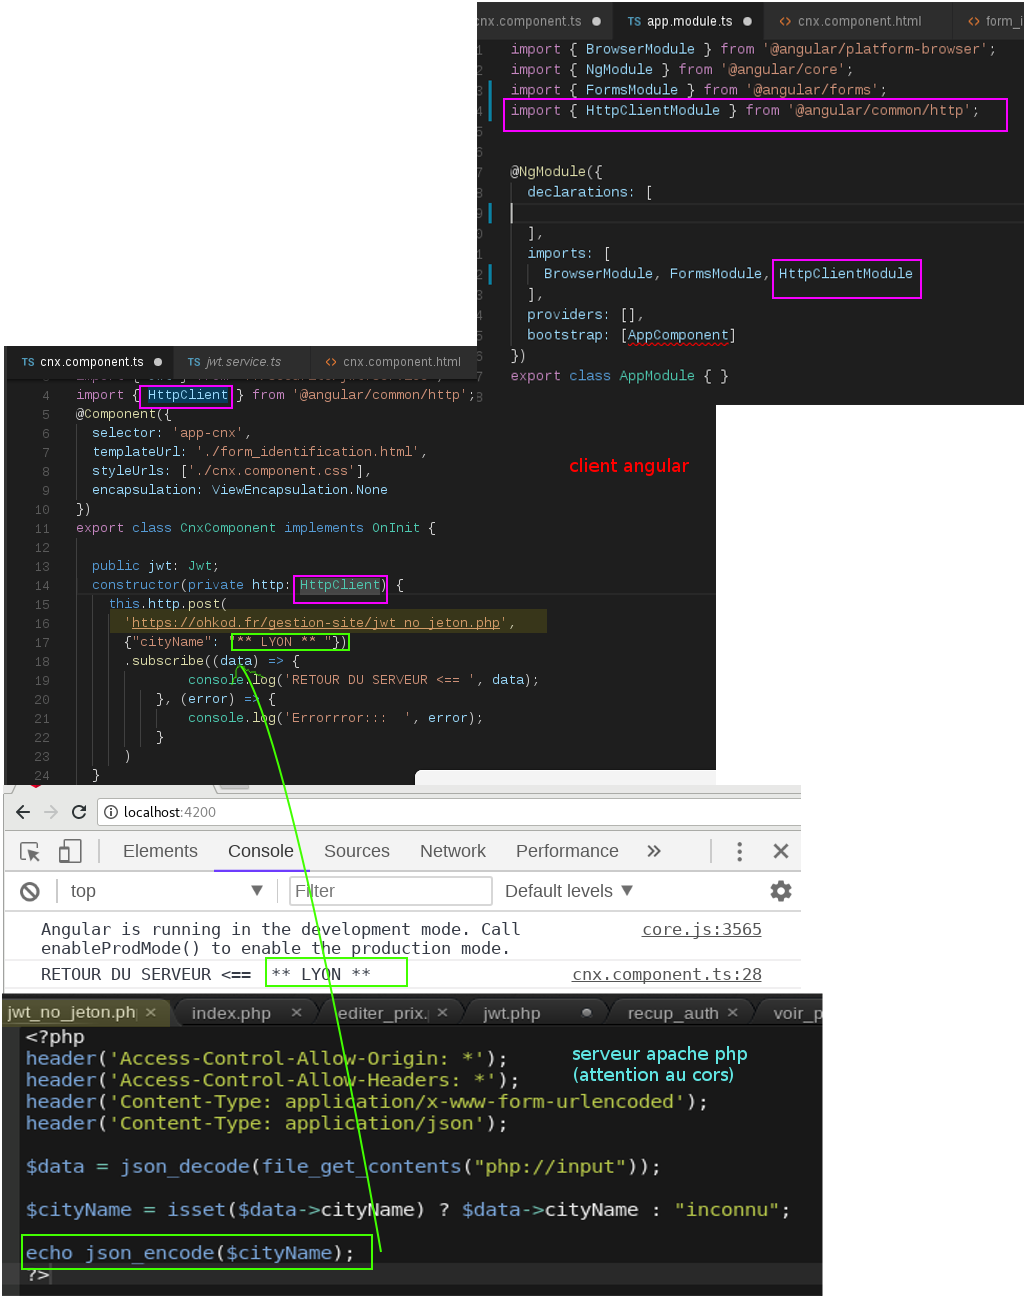 nx.component.ts
TS app.module.ts
<> cnx.component.html
<> form_i
1 import { BrowserModule } from '@angular/platform-browser';
2 import { NgModule } from '@angular/core';
3 import { FormsModule } from '@angular/forms';
4 import { HttpClientModule } from '@angular/common/http';
5
6
7 @NgModule({
8 declarations: [
9
0 ],
1 imports: [
2 BrowserModule, FormsModule, HttpClientModule
3 ],
4 providers: [],
5 bootstrap: [AppComponent]
6 })
7 export class AppModule { }
8
TS cnx.component.ts
TS jwt.service.ts
<> cnx.component.html
4 import { HttpClient } from '@angular/common/http';
5 @Component({
6 selector: 'app-cnx',
7 templateUrl: './form_identification.html',
8 styleUrls: ['./cnx.component.css'],
9 encapsulation: ViewEncapsulation.None
10 })
11 export class CnxComponent implements OnInit {
12
13 public jwt: Jwt;
14 constructor(private http: HttpClient) {
15 this.http.post(
16 'https://ohkod.fr/gestion-site/jwt_no_jeton.php',
17 {"cityName": "** LYON ** "})
18 .subscribe((data) => {
19 console.log('RETOUR DU SERVEUR <== ', data);
20 }, (error) => {
21 console.log('Errorrror::: ', error);
22 }
23 )
24 }
client angular
localhost:4200
Elements Console Sources Network Performance »
top
Filter
Default levels ▼
Angular is running in the development mode. Call core.js:3565
enableProdMode() to enable the production mode.
RETOUR DU SERVEUR <== ** LYON ** cnx.component.ts:28
jwt_no_jeton.ph × index.php × editer_prix. × jwt.php recup_auth × voir_p
<?php
header('Access-Control-Allow-Origin: *');
header('Access-Control-Allow-Headers: *');
header('Content-Type: application/x-www-form-urlencoded');
header('Content-Type: application/json');
serveur apache php
(attention au cors)
$data = json_decode(file_get_contents("php://input"));
$cityName = isset($data->cityName) ? $data->cityName : "inconnu";
echo json_encode($cityName);
?>